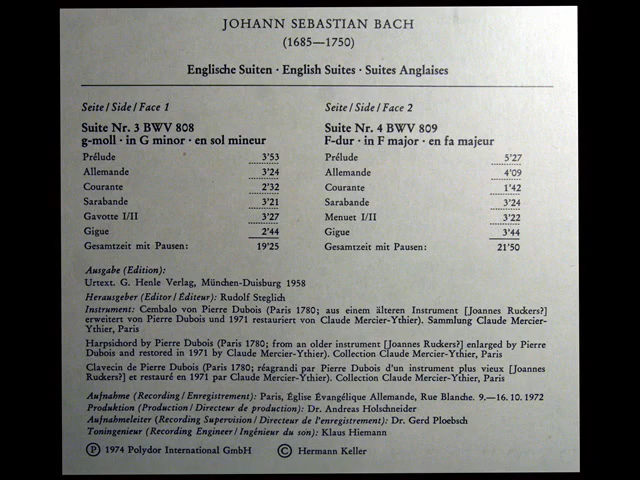 JOHANN SEBASTIAN BACH
(1685—1750)
Englische Suiten · English Suites · Suites Anglaises
Seite / Side / Face 1
Suite Nr. 3 BWV 808
g-moll · in G minor · en sol mineur
Prélude 3'53
Allemande 3'24
Courante 2'32
Sarabande 3'21
Gavotte I/II 3'27
Gigue 2'44
Gesamtzeit mit Pausen: 19'25
Seite / Side / Face 2
Suite Nr. 4 BWV 809
F-dur · in F major · en fa majeur
Prélude 5'27
Allemande 4'09
Courante 1'42
Sarabande 3'24
Menuet I/II 3'22
Gigue 3'44
Gesamtzeit mit Pausen: 21'50
Ausgabe (Edition):
Urtext. G. Henle Verlag, München-Duisburg 1958
Herausgeber (Editor / Éditeur): Rudolf Steglich
Instrument: Cembalo von Pierre Dubois (Paris 1780; aus einem älteren Instrument [Joannes Ruckers?]
erweitert von Pierre Dubois und 1971 restauriert von Claude Mercier-Ythier). Sammlung Claude Mercier-
Ythier, Paris
Harpsichord by Pierre Dubois (Paris 1780; from an older instrument [Joannes Ruckers?] enlarged by Pierre
Dubois and restored in 1971 by Claude Mercier-Ythier). Collection Claude Mercier-Ythier, Paris
Clavecin de Pierre Dubois (Paris 1780; réagrandi par Pierre Dubois d'un instrument plus vieux [Joannes
Ruckers?] et restauré en 1971 par Claude Mercier-Ythier). Collection Claude Mercier-Ythier, Paris
Aufnahme (Recording / Enregistrement): Paris, Église Évangélique Allemande, Rue Blanche. 9.—16. 10. 1972
Produktion (Production / Directeur de production): Dr. Andreas Holschneider
Aufnahmeleiter (Recording Supervision / Directeur de l'enregistrement): Dr. Gerd Ploebsch
Toningenieur (Recording Engineer / Ingénieur du son): Klaus Hiemann
Ⓟ 1974 Polydor International GmbH © Hermann Keller